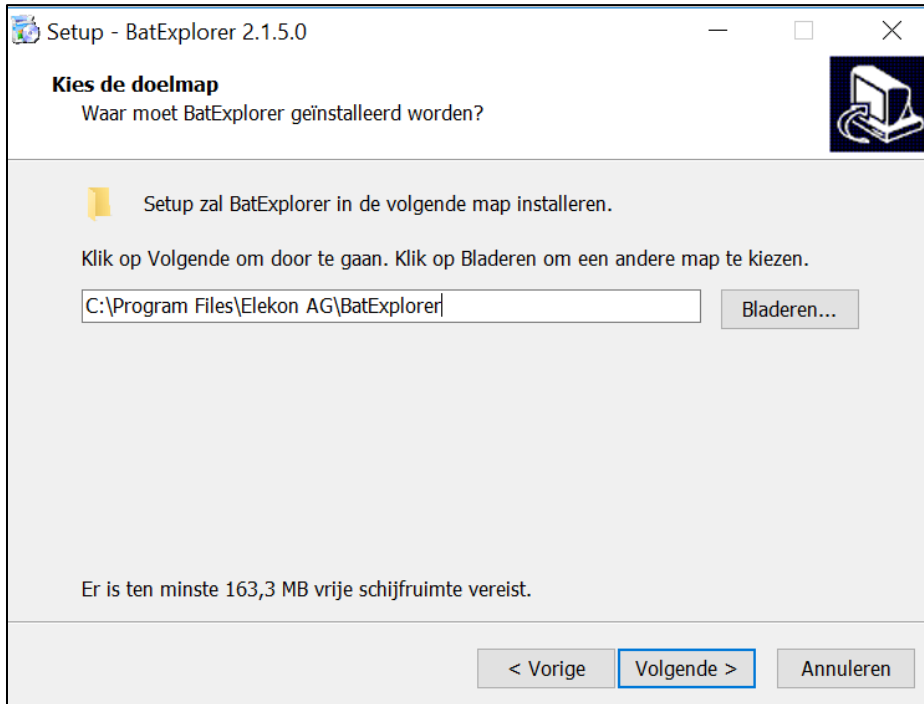 Setup - BatExplorer 2.1.5.0
Kies de doelmap
Waar moet BatExplorer geïnstalleerd worden?
Setup zal BatExplorer in de volgende map installeren.
Klik op Volgende om door te gaan. Klik op Bladeren om een andere map te kiezen.
C:\Program Files\Elekon AG\BatExplorer
Bladeren...
Er is ten minste 163,3 MB vrije schijfruimte vereist.
< Vorige
Volgende >
Annuleren